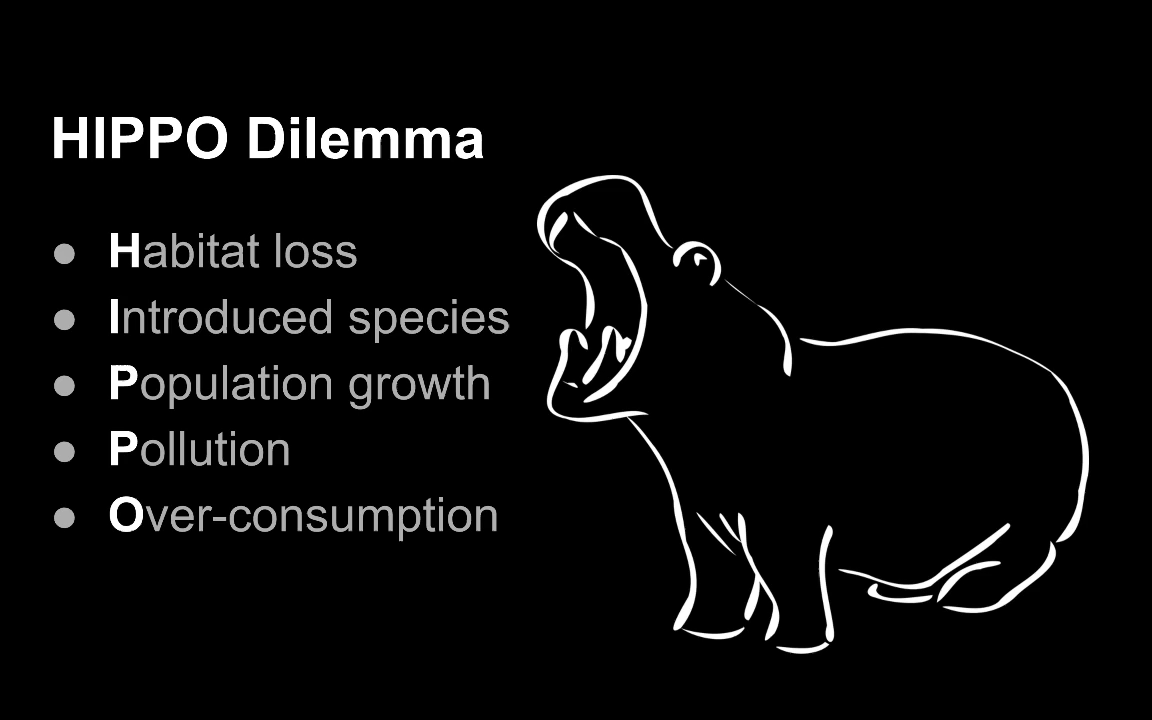 HIPPO Dilemma
● Habitat loss
● Introduced species
● Population growth
● Pollution
● Over-consumption